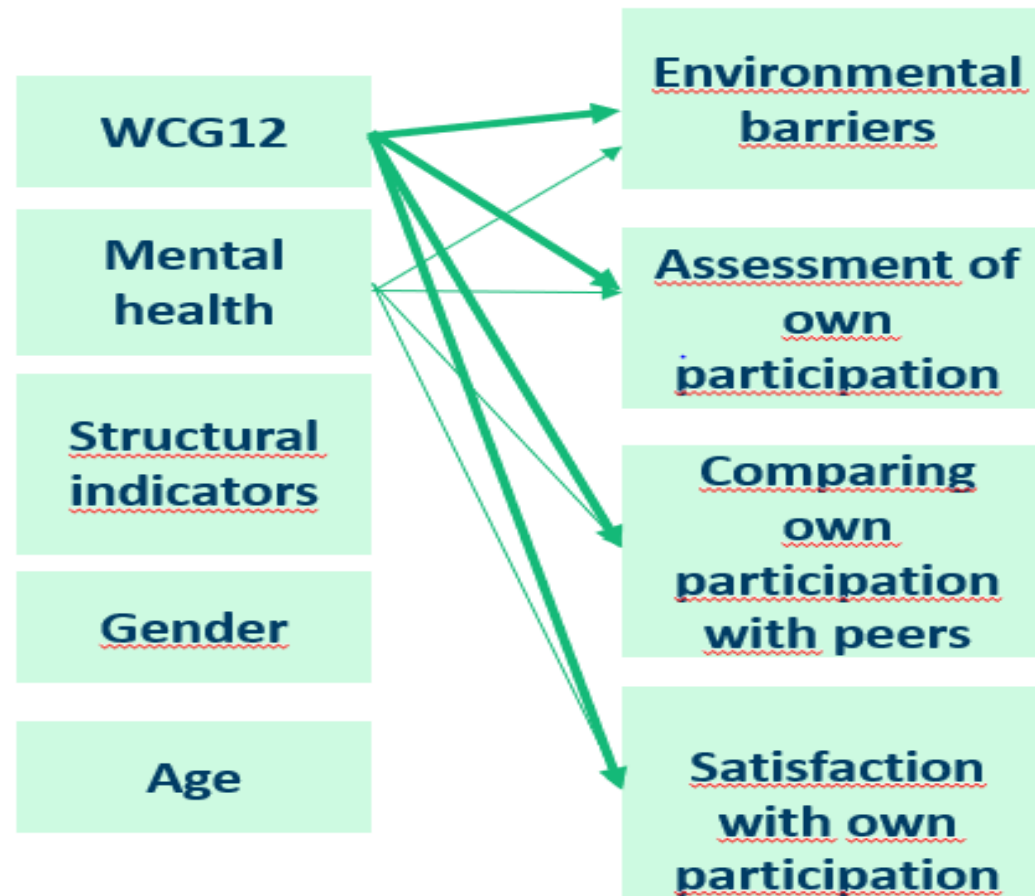 WCG12
Mental
health
Structural
indicators
Gender
Age
Environmental
barriers
Assessment of
own
participation
Comparing
own
participation
with peers
Satisfaction
with own
participation